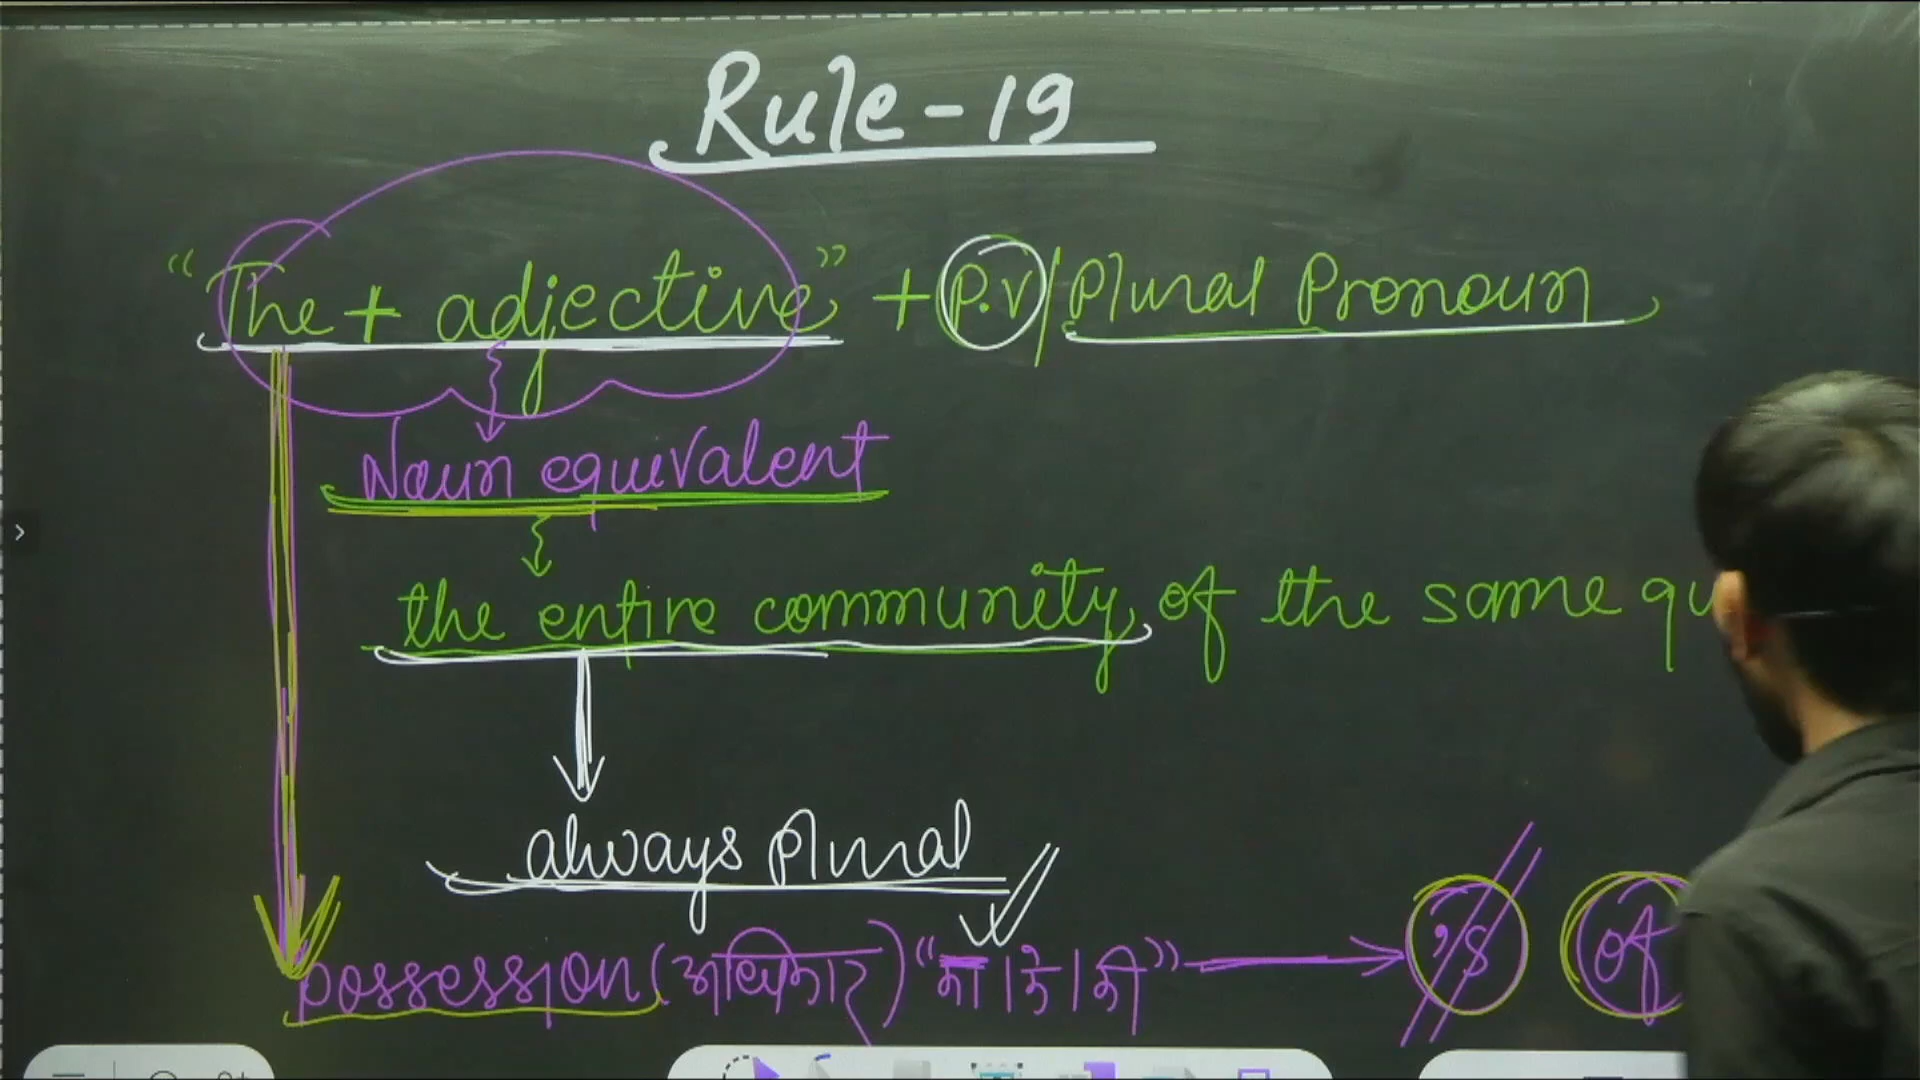 Rule-19
"The + adjective" + P.V/Plural Pronoun
Noun equivalent
the entire community of the same qu
always plural
possession (अधिकार) "का/के/की" → 's of